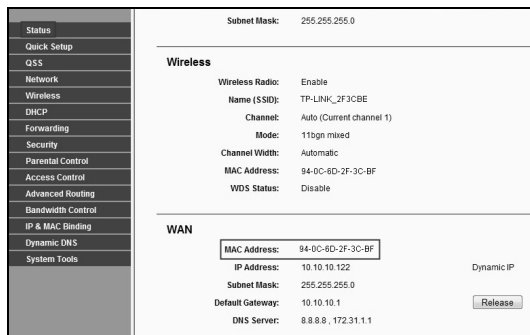 Status
Quick Setup
QSS
Network
Wireless
DHCP
Forwarding
Security
Parental Control
Access Control
Advanced Routing
Bandwidth Control
IP & MAC Binding
Dynamic DNS
System Tools
Subnet Mask: 255.255.255.0
Wireless
Wireless Radio: Enable
Name (SSID): TP-LINK_2F3CBE
Channel: Auto (Current channel 1)
Mode: 11bgn mixed
Channel Width: Automatic
MAC Address: 94-0C-6D-2F-3C-BF
WDS Status: Disable
WAN
MAC Address: 94-0C-6D-2F-3C-BF
IP Address: 10.10.10.122 Dynamic IP
Subnet Mask: 255.255.255.0
Default Gateway: 10.10.10.1 Release
DNS Server: 8.8.8.8 , 172.31.1.1